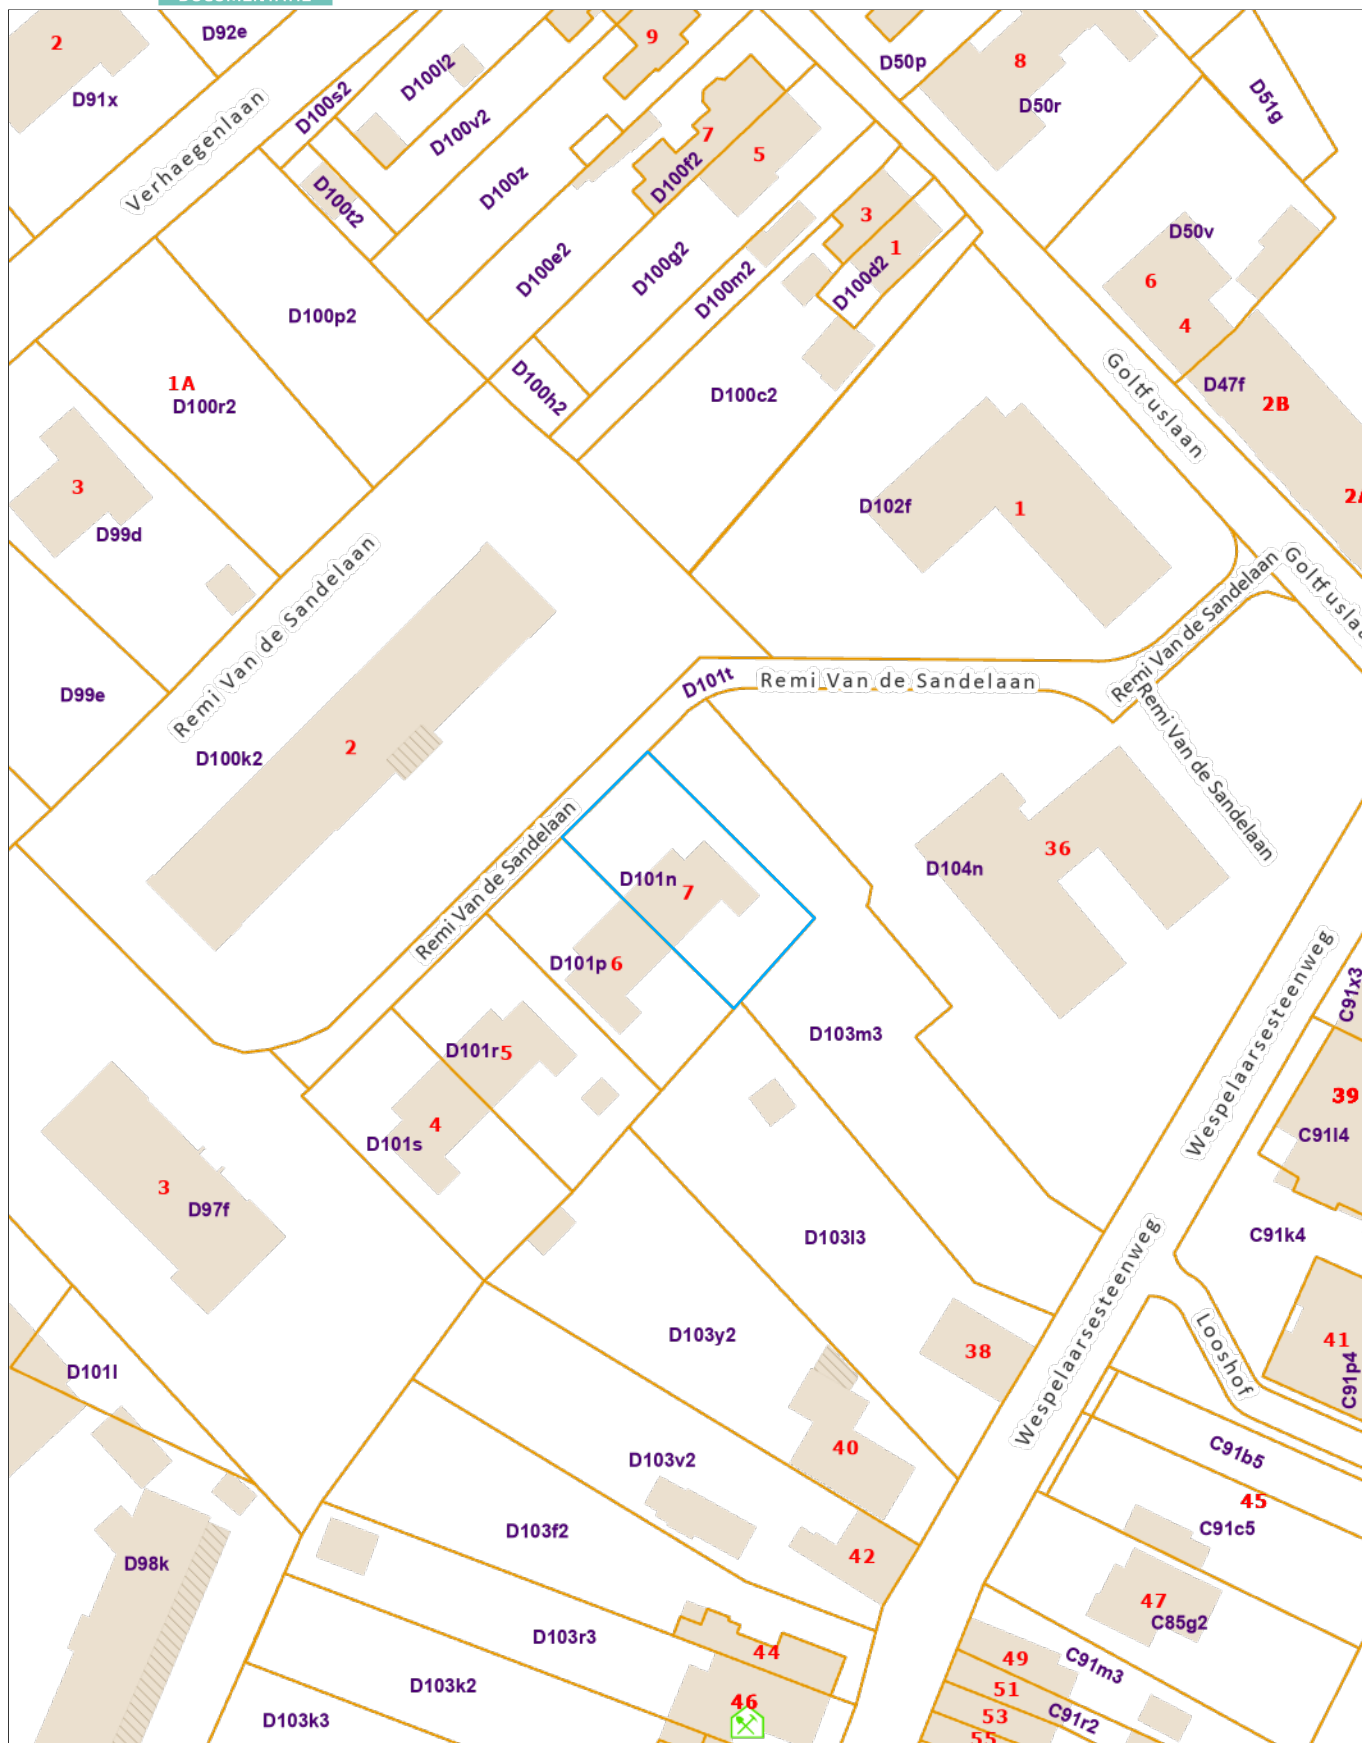 2
D92e
D91x
Verhaegenlaan
D100s2
D100l2
D100v2
D100t2
D100z
9
7
5
D100f2
D50p
8
D50r
D51g
D100e2
D100g2
D100m2
3
1
D100d2
D50v
6
4
D100p2
1A
D100r2
D100h2
D100c2
Goltfuslaan
D47f
2B
3
D99d
D102f
1
Remi Van de Sandelaan
Goltfusla
D99e
Remi Van de Sandelaan
D100k2
2
D101t
Remi Van de Sandelaan
Remi Van de Sandelaan
Remi Van de Sandelaan
D101n
7
D104n
36
D101p
6
D103m3
D101r
5
4
D101s
Wespelaarsesteenweg
C91x3
39
C91l4
3
D97f
D103l3
C91k4
D101l
D103y2
38
Wespelaarsesteenweg
Looshof
41
C91p4
40
D103v2
C91b5
45
C91c5
D103f2
42
D98k
47
C85g2
D103r3
44
49
C91m3
D103k2
46
51
C91r2
D103k3
53
55